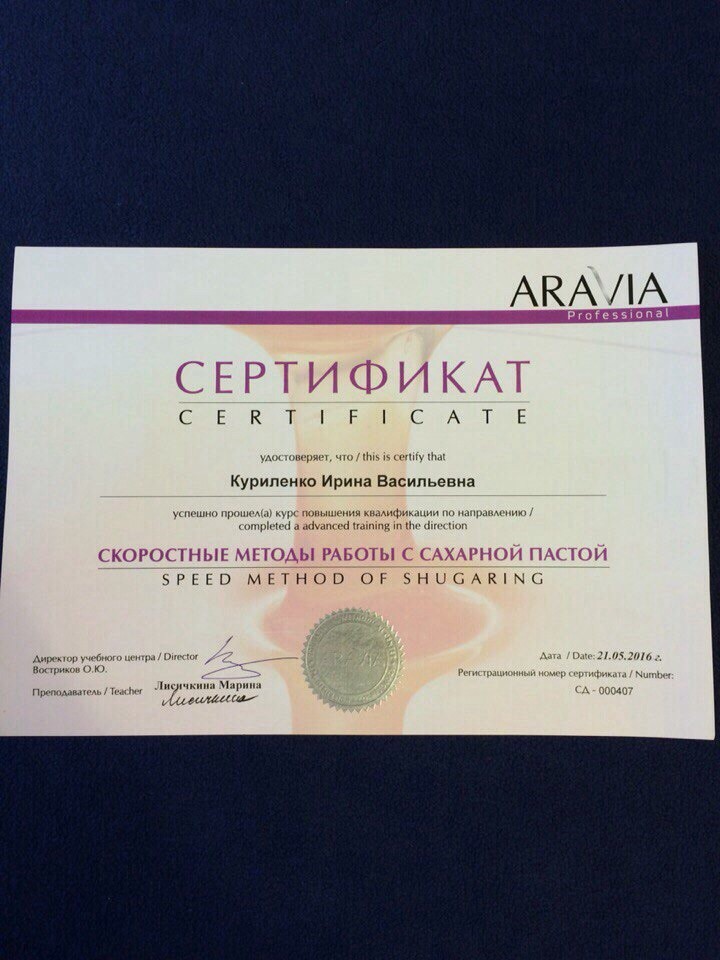 ARAVIA
Professional
СЕРТИФИКАТ
CERTIFICATE
удостоверяет, что / this is certify that
Куриленко Ирина Васильевна
успешно прошел(а) курс повышения квалификации по направлению /
completed a advanced training in the direction
СКОРОСТНЫЕ МЕТОДЫ РАБОТЫ С САХАРНОЙ ПАСТОЙ
SPEED METHOD OF SHUGARING
Директор учебного центра / Director
Востриков О.Ю.
Преподаватель / Teacher Лисичкина Марина
Лисичкина
Дата / Date: 21.05.2016 г.
Регистрационный номер сертификата / Number:
СД - 000407